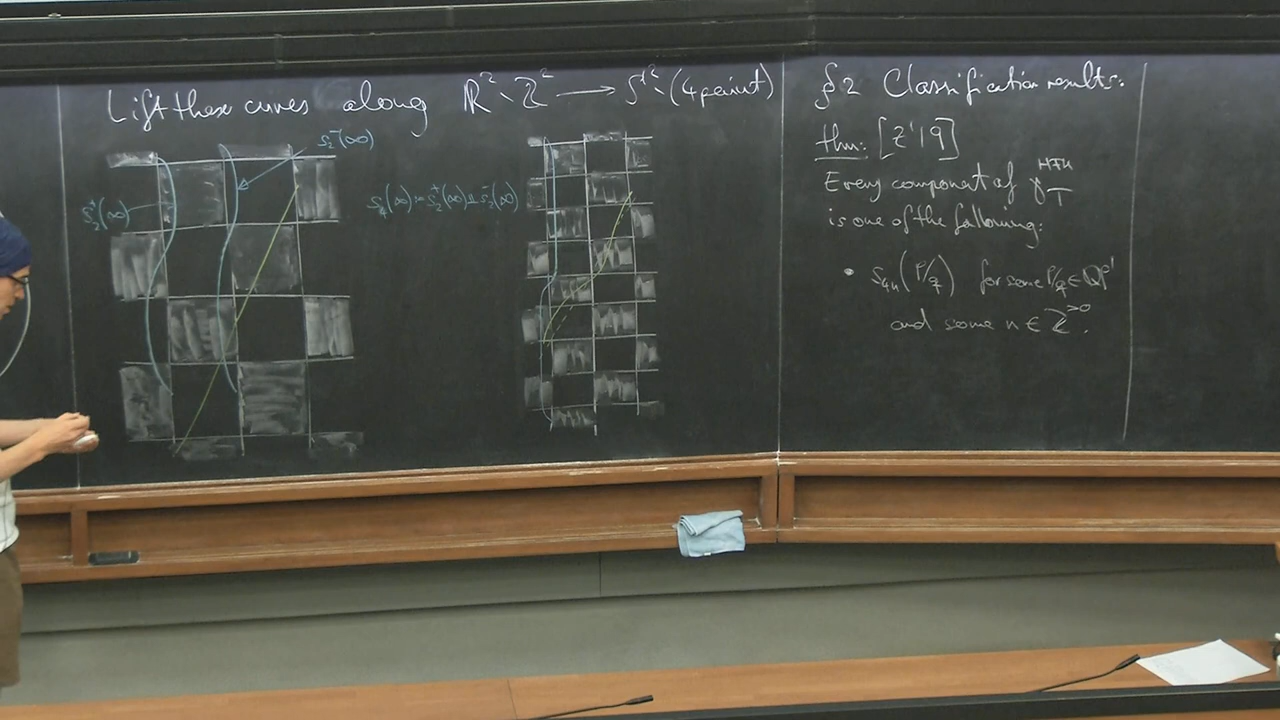 Lift these curves along ℝ²∖ℤ² ⟶ S²∖(4 point)
s₂⁻(∞)
s₂⁺(∞)
s₄(∞) := s₂⁺(∞) ⊔ s₂⁻(∞)
§2 Classification results:
thm: [Z'19]
Every component of γ_T^HFK
is one of the following:
• s₄ₙ(P/q) for some P/q ∈ ℚP¹
and some n ∈ ℤ^>0.